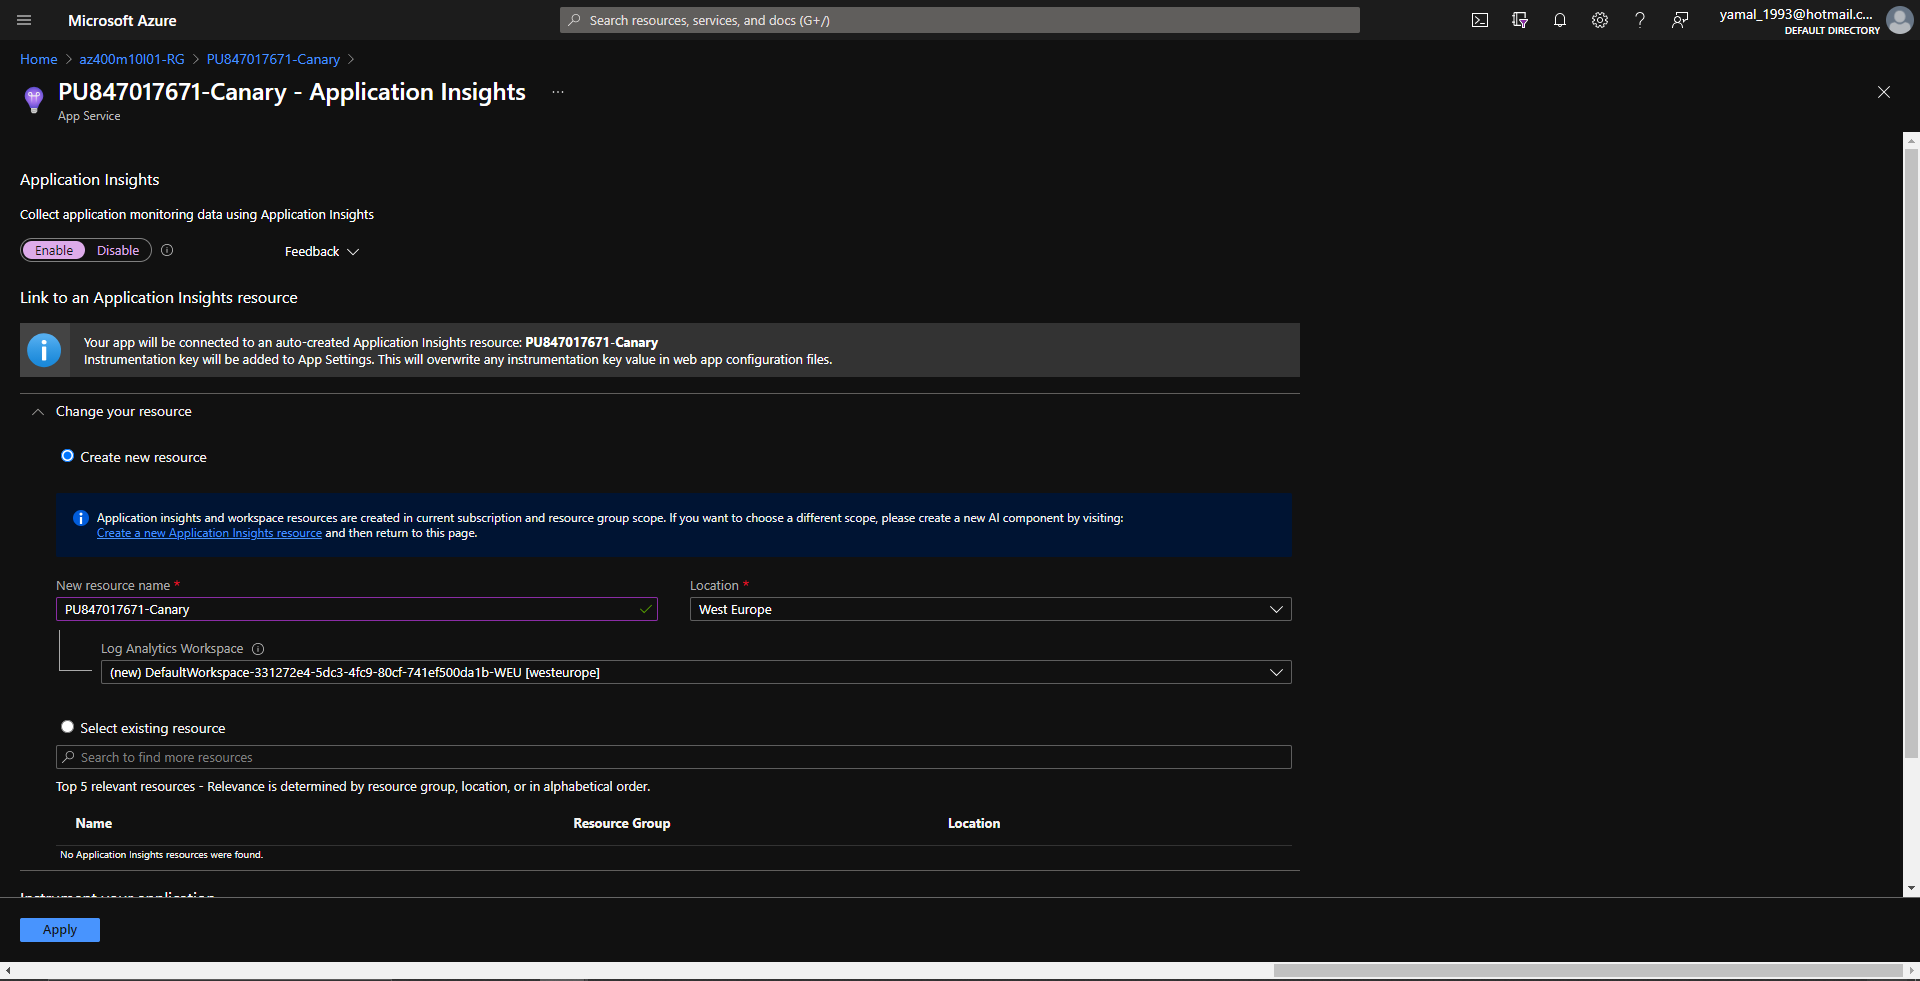 Microsoft Azure
Search resources, services, and docs (G+/)
yamal_1993@hotmail.c...
DEFAULT DIRECTORY
Home > az400m10l01-RG > PU847017671-Canary >
PU847017671-Canary - Application Insights ...
App Service
Application Insights
Collect application monitoring data using Application Insights
Enable Disable
Feedback
Link to an Application Insights resource
Your app will be connected to an auto-created Application Insights resource: PU847017671-Canary
Instrumentation key will be added to App Settings. This will overwrite any instrumentation key value in web app configuration files.
Change your resource
Create new resource
Application insights and workspace resources are created in current subscription and resource group scope. If you want to choose a different scope, please create a new AI component by visiting:
Create a new Application Insights resource and then return to this page.
New resource name *
Location *
PU847017671-Canary
West Europe
Log Analytics Workspace
(new) DefaultWorkspace-331272e4-5dc3-4fc9-80cf-741ef500da1b-WEU [westeurope]
Select existing resource
Search to find more resources
Top 5 relevant resources - Relevance is determined by resource group, location, or in alphabetical order.
Name Resource Group Location
No Application Insights resources were found.
Instrument your application
Apply